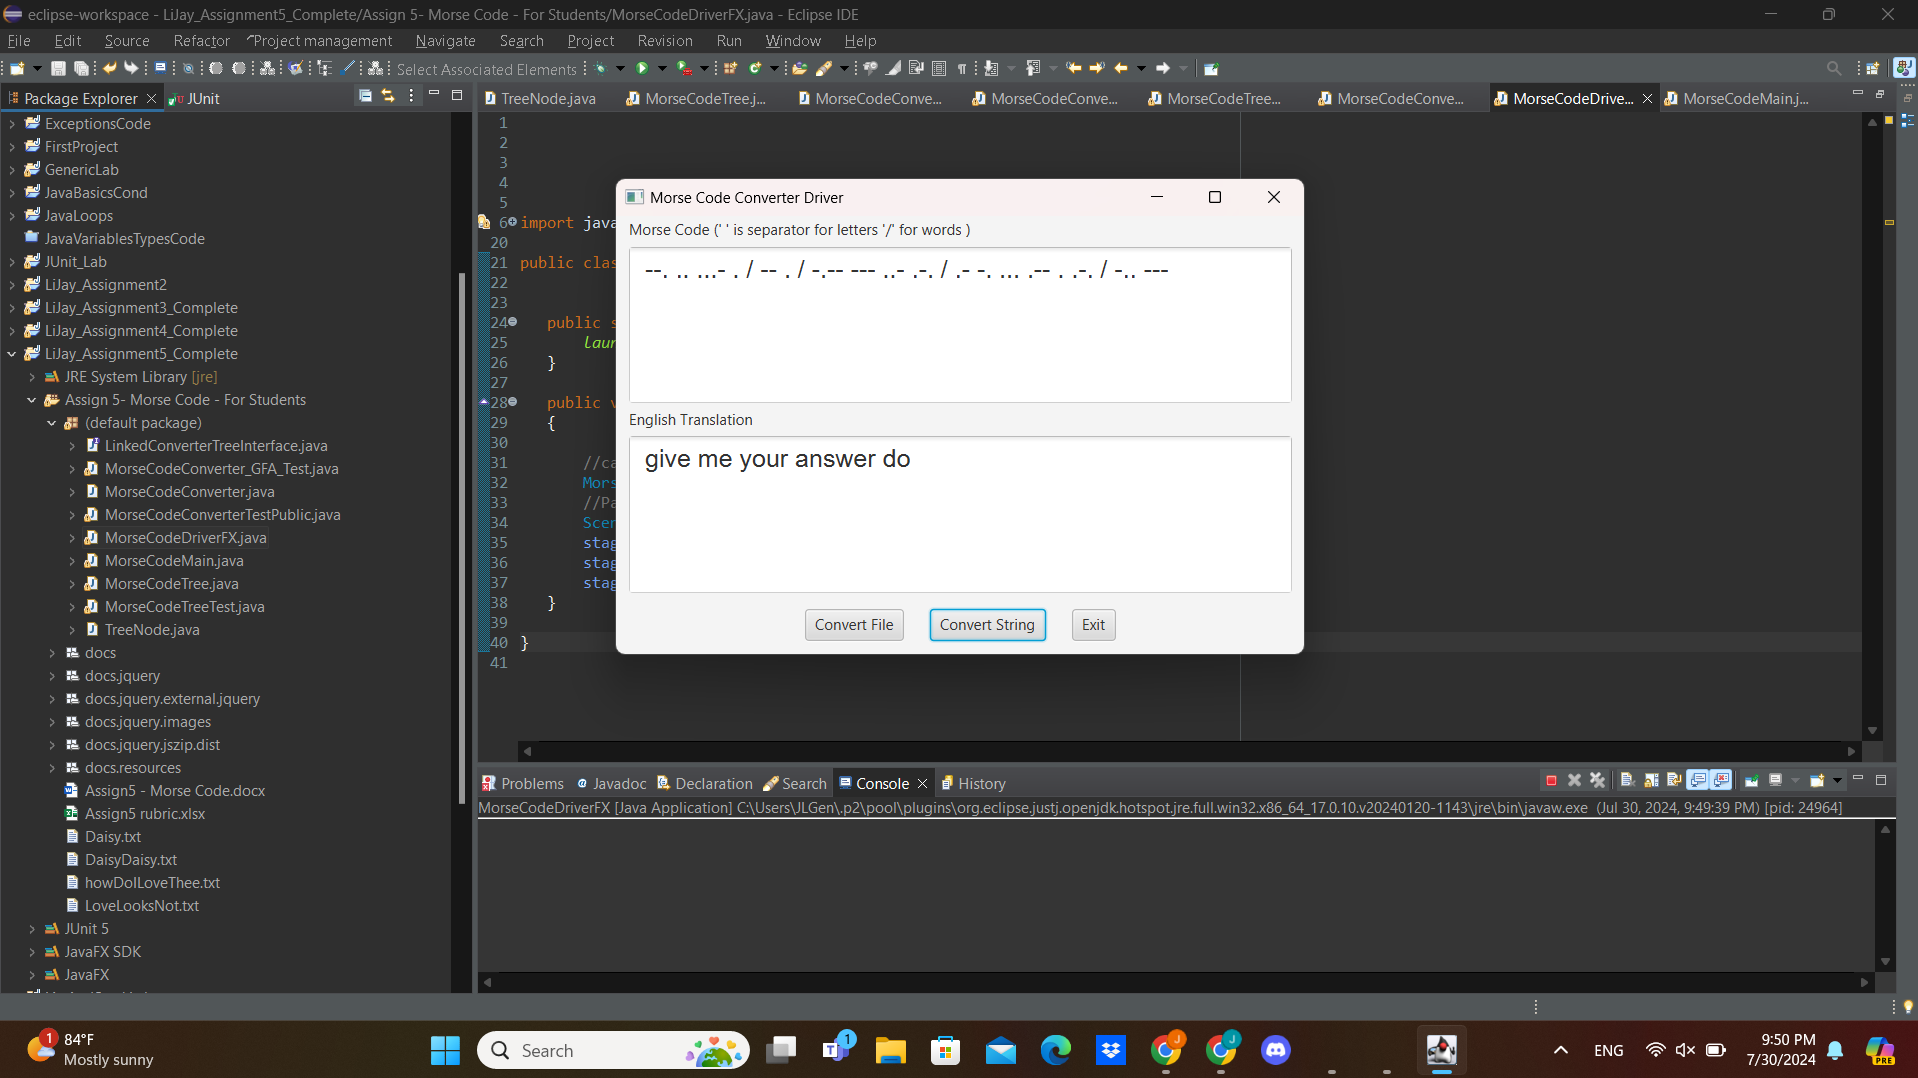 eclipse-workspace - LiJay_Assignment5_Complete/Assign 5- Morse Code - For Students/MorseCodeDriverFX.java - Eclipse IDE
File Edit Source Refactor Project management Navigate Search Project Revision Run Window Help
Select Associated Elements
Package Explorer JUnit
TreeNode.java MorseCodeTree.j... MorseCodeConve... MorseCodeConve... MorseCodeTree... MorseCodeConve... MorseCodeDrive... MorseCodeMain.j...
ExceptionsCode
FirstProject
GenericLab
JavaBasicsCond
JavaLoops
JavaVariablesTypesCode
JUnit_Lab
LiJay_Assignment2
LiJay_Assignment3_Complete
LiJay_Assignment4_Complete
LiJay_Assignment5_Complete
JRE System Library [jre]
Assign 5- Morse Code - For Students
(default package)
LinkedConverterTreeInterface.java
MorseCodeConverter_GFA_Test.java
MorseCodeConverter.java
MorseCodeConverterTestPublic.java
MorseCodeDriverFX.java
MorseCodeMain.java
MorseCodeTree.java
MorseCodeTreeTest.java
TreeNode.java
docs
docs.jquery
docs.jquery.external.jquery
docs.jquery.images
docs.jquery.jszip.dist
docs.resources
Assign5 - Morse Code.docx
Assign5 rubric.xlsx
Daisy.txt
DaisyDaisy.txt
howDoILoveThee.txt
LoveLooksNot.txt
JUnit 5
JavaFX SDK
JavaFX
1
2
3
4
5
6 import java
20
21 public clas
22
23
24 public s
25 laun
26 }
27
28 public v
29 {
30
31 //ca
32 Mors
33 //Pa
34 Scen
35 stag
36 stag
37 stag
38 }
39
40 }
41
Morse Code Converter Driver
Morse Code (' ' is separator for letters '/' for words )
--. .. ...- . / -- . / -.-- --- ..- .-. / .- -. ... .-- . .-. / -.. ---
English Translation
give me your answer do
Convert File Convert String Exit
Problems Javadoc Declaration Search Console History
MorseCodeDriverFX [Java Application] C:\Users\JLGen\.p2\pool\plugins\org.eclipse.justj.openjdk.hotspot.jre.full.win32.x86_64_17.0.10.v20240120-1143\jre\bin\javaw.exe (Jul 30, 2024, 9:49:39 PM) [pid: 24964]
1
84°F
Mostly sunny
Search
1
J
J
ENG
9:50 PM
7/30/2024
PRE